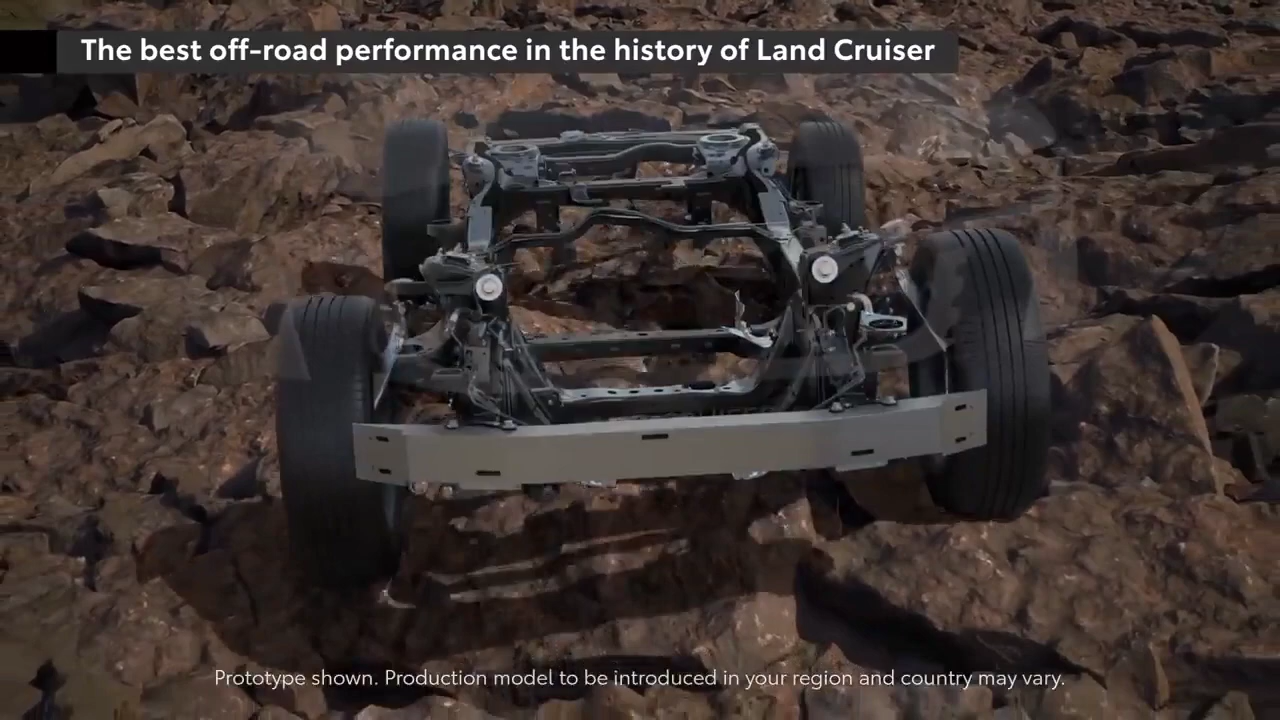 The best off-road performance in the history of Land Cruiser
Prototype shown. Production model to be introduced in your region and country may vary.